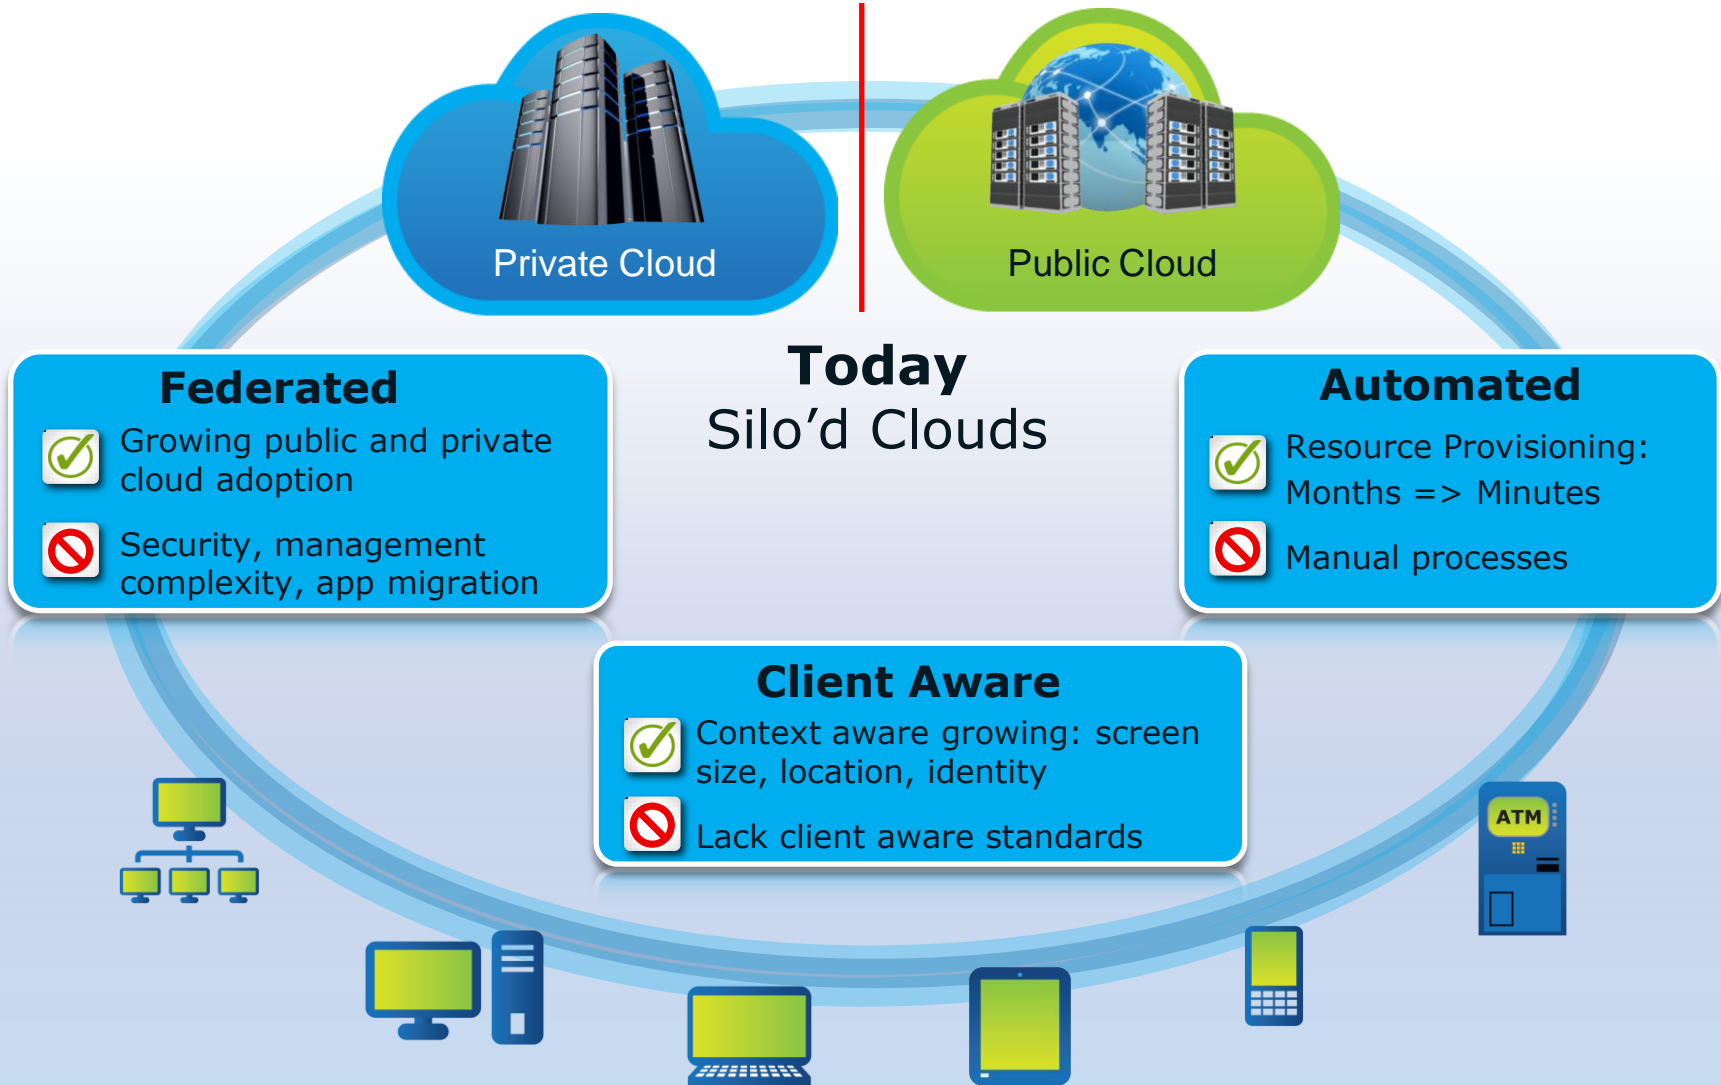 Private Cloud
Public Cloud
Today
Silo’d Clouds
Federated
Growing public and private
cloud adoption
Security, management
complexity, app migration
Automated
Resource Provisioning:
Months => Minutes
Manual processes
Client Aware
Context aware growing: screen
size, location, identity
Lack client aware standards
ATM